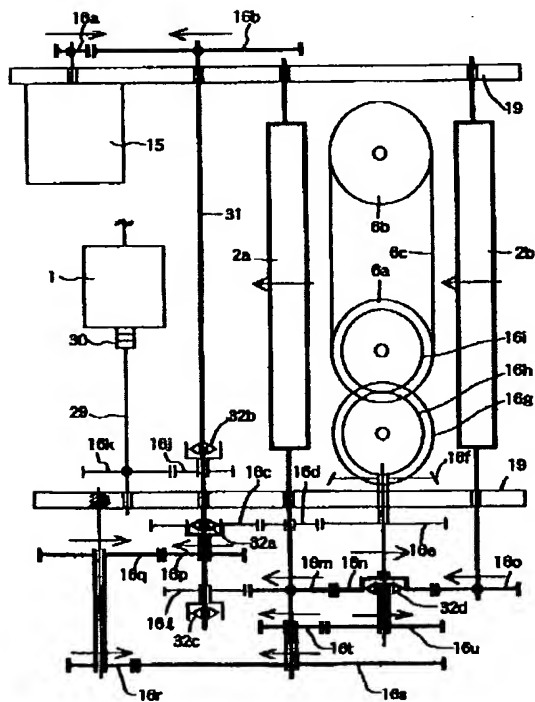 16a
16b
19
15
31
6b
6c
2a
2b
1
6a
30
16i
16h
16g
29
32b
16k
16j
16f
16c
16d
19
32a
16e
16q
16p
16m
16n
16o
16ℓ
32c
32d
16t
16u
16r
16s